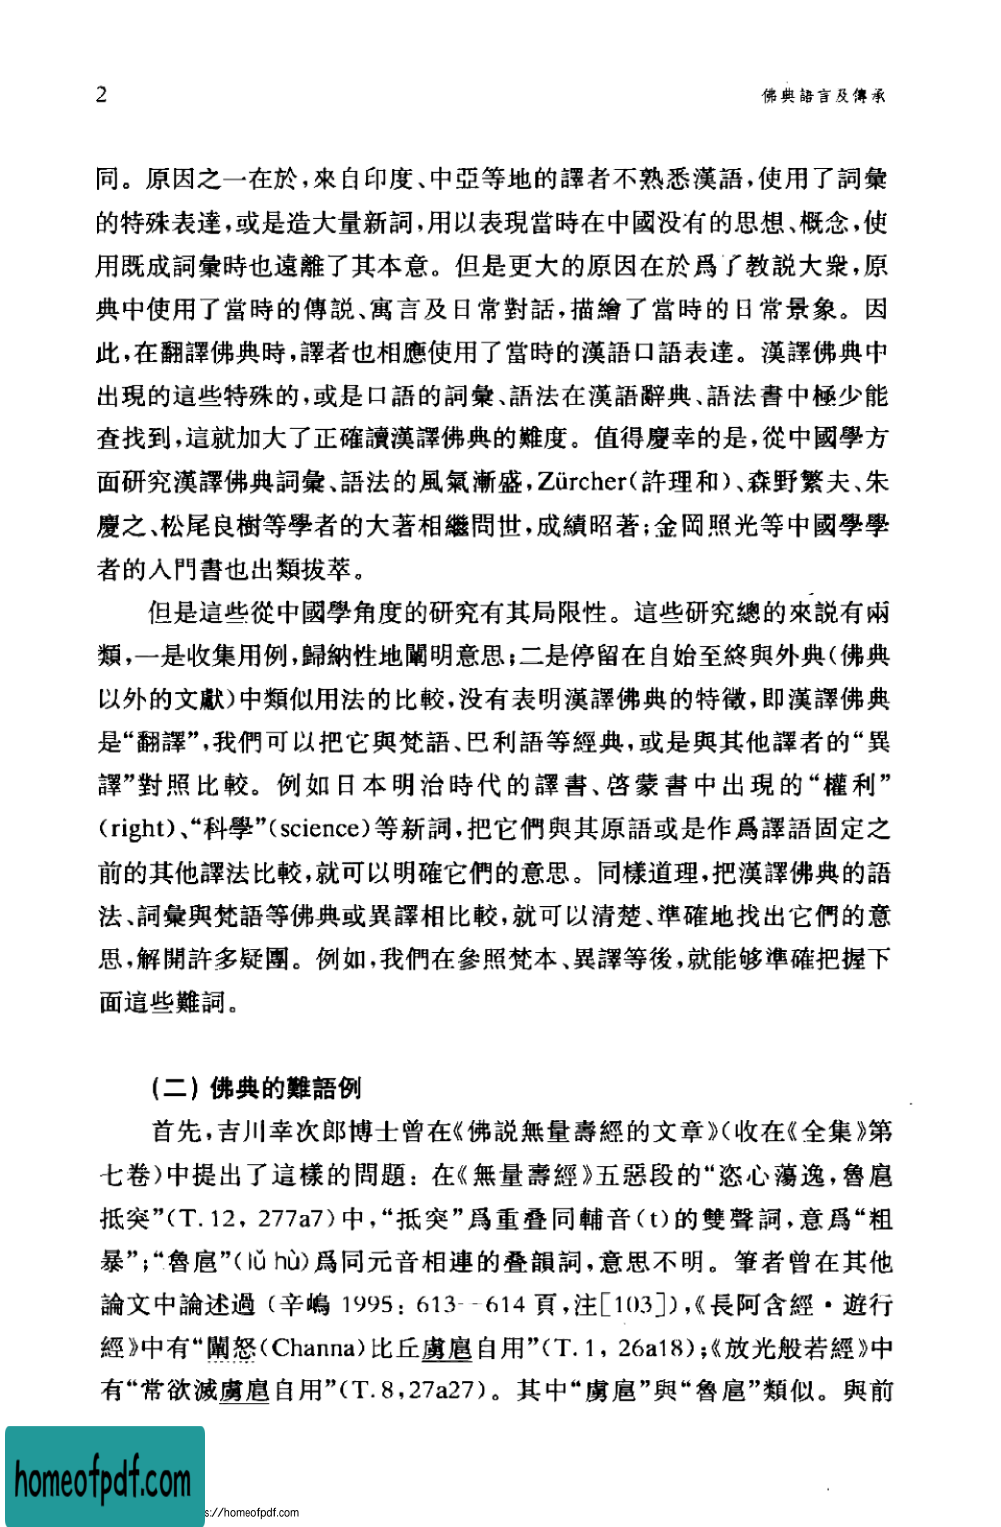 2
佛典語言及傳承
同。原因之一在於,來自印度、中亞等地的譯者不熟悉漢語,使用了詞彙
的特殊表達,或是造大量新詞,用以表現當時在中國没有的思想、概念,使
用既成詞彙時也遠離了其本意。但是更大的原因在於爲了教説大衆,原
典中使用了當時的傳説、寓言及日常對話,描繪了當時的日常景象。因
此,在翻譯佛典時,譯者也相應使用了當時的漢語口語表達。漢譯佛典中
出現的這些特殊的,或是口語的詞彙、語法在漢語辭典、語法書中極少能
查找到,這就加大了正確讀漢譯佛典的難度。值得慶幸的是,從中國學方
面研究漢譯佛典詞彙、語法的風氣漸盛,Zürcher(許理和)、森野繁夫、朱
慶之、松尾良樹等學者的大著相繼問世,成績昭著;金岡照光等中國學學
者的入門書也出類拔萃。
但是這些從中國學角度的研究有其局限性。這些研究總的來説有兩
類,一是收集用例,歸納性地闡明意思;二是停留在自始至終與外典(佛典
以外的文獻)中類似用法的比較,没有表明漢譯佛典的特徵,即漢譯佛典
是“翻譯”,我們可以把它與梵語、巴利語等經典,或是與其他譯者的“異
譯”對照比較。例如日本明治時代的譯書、啓蒙書中出現的“權利”
(right)、“科學”(science)等新詞,把它們與其原語或是作爲譯語固定之
前的其他譯法比較,就可以明確它們的意思。同樣道理,把漢譯佛典的語
法、詞彙與梵語等佛典或異譯相比較,就可以清楚、準確地找出它們的意
思,解開許多疑團。例如,我們在參照梵本、異譯等後,就能够準確把握下
面這些難詞。
(二) 佛典的難語例
首先,吉川幸次郎博士曾在《佛説無量壽經的文章》(收在《全集》第
七卷)中提出了這樣的問題: 在《無量壽經》五惡段的“恣心蕩逸,魯扈
抵突”(T. 12, 277a7)中,“抵突”爲重叠同輔音(t)的雙聲詞,意爲“粗
暴”;“魯扈”(lǔ hù)爲同元音相連的叠韻詞,意思不明。筆者曾在其他
論文中論述過 (辛嶋 1995: 613--614 頁,注[103]),《長阿含經·遊行
經》中有“闡怒(Channa)比丘虜扈自用”(T. 1, 26a18);《放光般若經》中
有“常欲滅虜扈自用”(T. 8,27a27)。其中“虜扈”與“魯扈”類似。與前
homeofpdf.com
s://homeofpdf.com